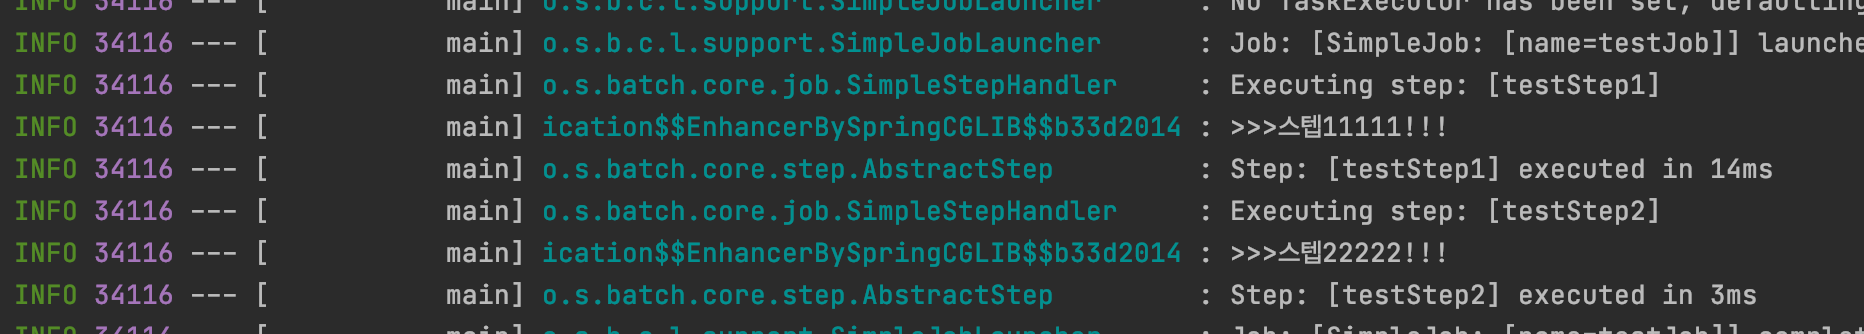 INFO 34116 --- [           main] o.s.b.c.l.support.SimpleJobLauncher      : No TaskExecutor has been set, defaulting
INFO 34116 --- [           main] o.s.b.c.l.support.SimpleJobLauncher      : Job: [SimpleJob: [name=testJob]] launche
INFO 34116 --- [           main] o.s.batch.core.job.SimpleStepHandler     : Executing step: [testStep1]
INFO 34116 --- [           main] ication$$EnhancerBySpringCGLIB$$b33d2014 : >>>스텝11111!!!
INFO 34116 --- [           main] o.s.batch.core.step.AbstractStep         : Step: [testStep1] executed in 14ms
INFO 34116 --- [           main] o.s.batch.core.job.SimpleStepHandler     : Executing step: [testStep2]
INFO 34116 --- [           main] ication$$EnhancerBySpringCGLIB$$b33d2014 : >>>스텝22222!!!
INFO 34116 --- [           main] o.s.batch.core.step.AbstractStep         : Step: [testStep2] executed in 3ms
INFO 34116 --- [           main] o.s.b.c.l.support.SimpleJobLauncher      : Job: [SimpleJob: [name=testJob]] complet